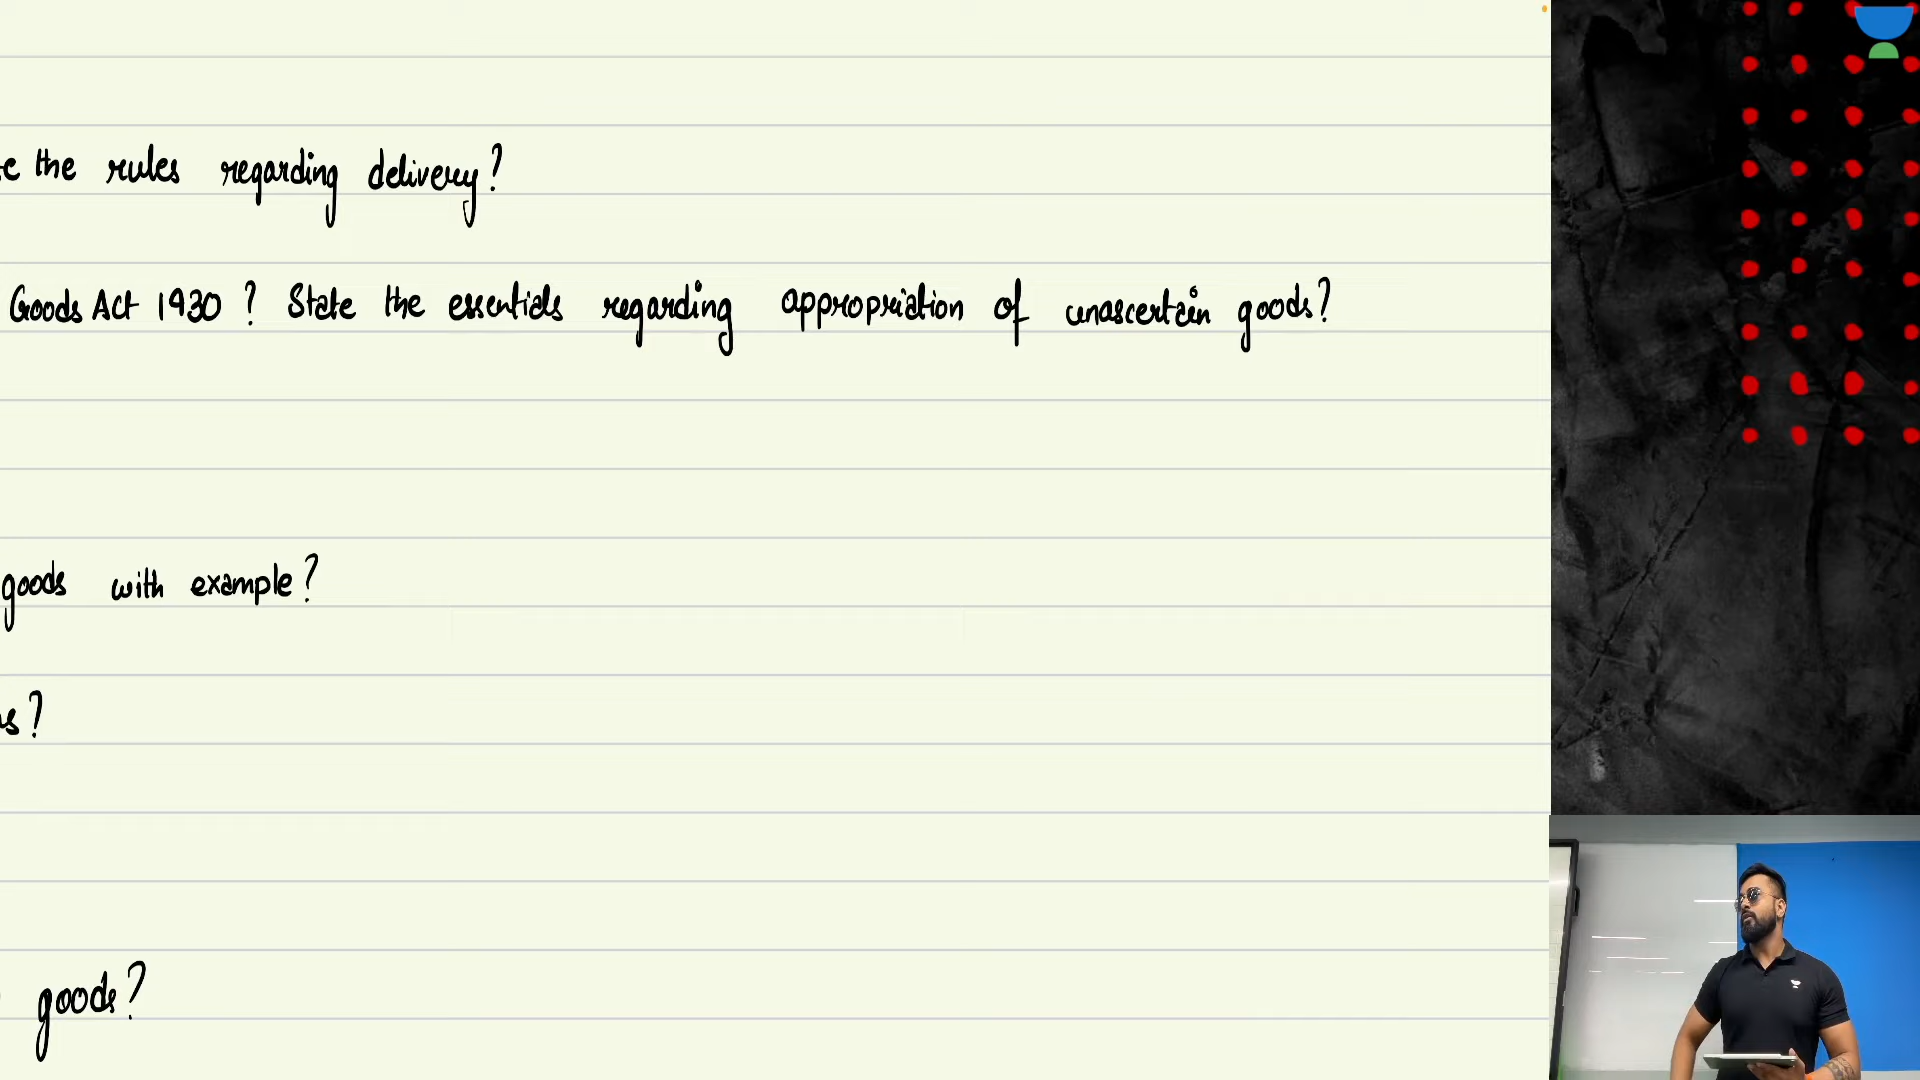 the rules regarding delivery?
Goods Act 1930 ? State the essentials regarding appropriation of unascertain goods?
goods with example?
goods?